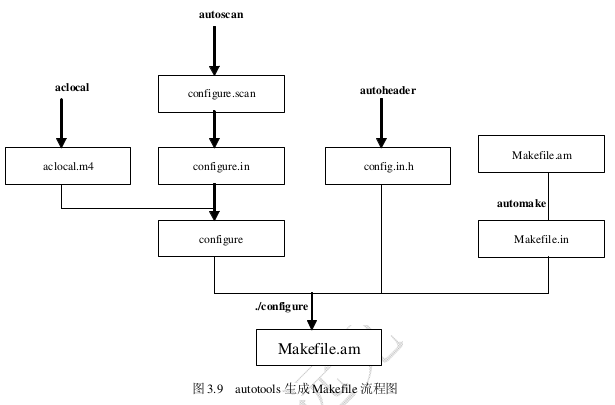 autoscan
configure.scan
aclocal
autoheader
aclocal.m4
configure.in
config.in.h
Makefile.am
automake
configure
Makefile.in
./configure
Makefile.am
图 3.9 autotools 生成 Makefile 流程图